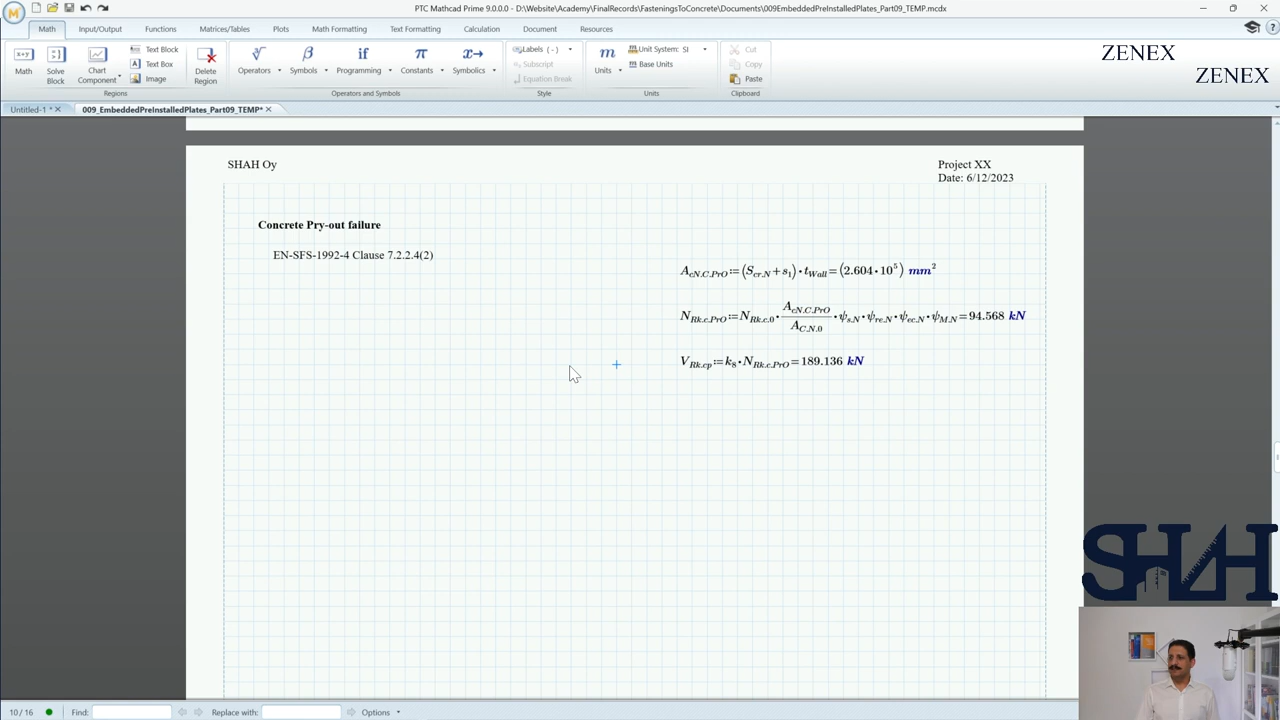 PTC Mathcad Prime 9.0.0.0 - D:\Website\Academy\FinalRecords\FasteningsToConcrete\Documents\009EmbeddedPreInstalledPlates_Part09_TEMP.mcdx
Math Input/Output Functions Matrices/Tables Plots Math Formatting Text Formatting Calculation Document Resources
Math
Solve Block
Chart Component
Text Block
Text Box
Image
Delete Region
Operators
Symbols
Programming
Constants
Symbolics
Labels ( - )
Subscript
Equation Break
Units
Unit System: SI
Base Units
Cut
Copy
Paste
Regions Operators and Symbols Style Units Clipboard
ZENEX
ZENEX
Untitled-1 * 009_EmbeddedPreInstalledPlates_Part09_TEMP*
SHAH Oy
Project XX
Date: 6/12/2023
Concrete Pry-out failure
EN-SFS-1992-4 Clause 7.2.2.4(2)
A_cN.C.PrO := (S_cr.N + s_1) • t_Wall = (2.604 • 10^5) mm^2
N_Rk.c.PrO := N_Rk.c.0 • A_cN.C.PrO / A_C.N.0 • ψ_s.N • ψ_re.N • ψ_ec.N • ψ_M.N = 94.568 kN
V_Rk.cp := k_8 • N_Rk.c.PrO = 189.136 kN
SHAH
10 / 16 Find: Replace with: Options